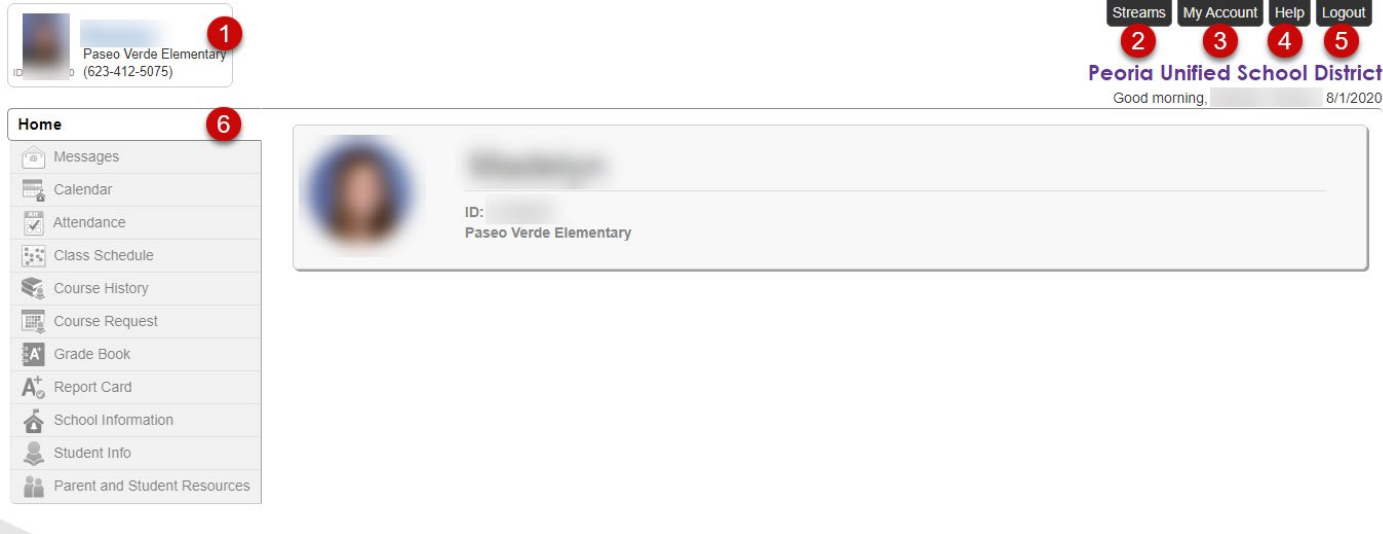 1
Paseo Verde Elementary
ID 0 (623-412-5075)
Streams My Account Help Logout
2 3 4 5
Peoria Unified School District
Good morning, 8/1/2020
Home 6
Messages
Calendar
Attendance
Class Schedule
Course History
Course Request
Grade Book
Report Card
School Information
Student Info
Parent and Student Resources
ID:
Paseo Verde Elementary